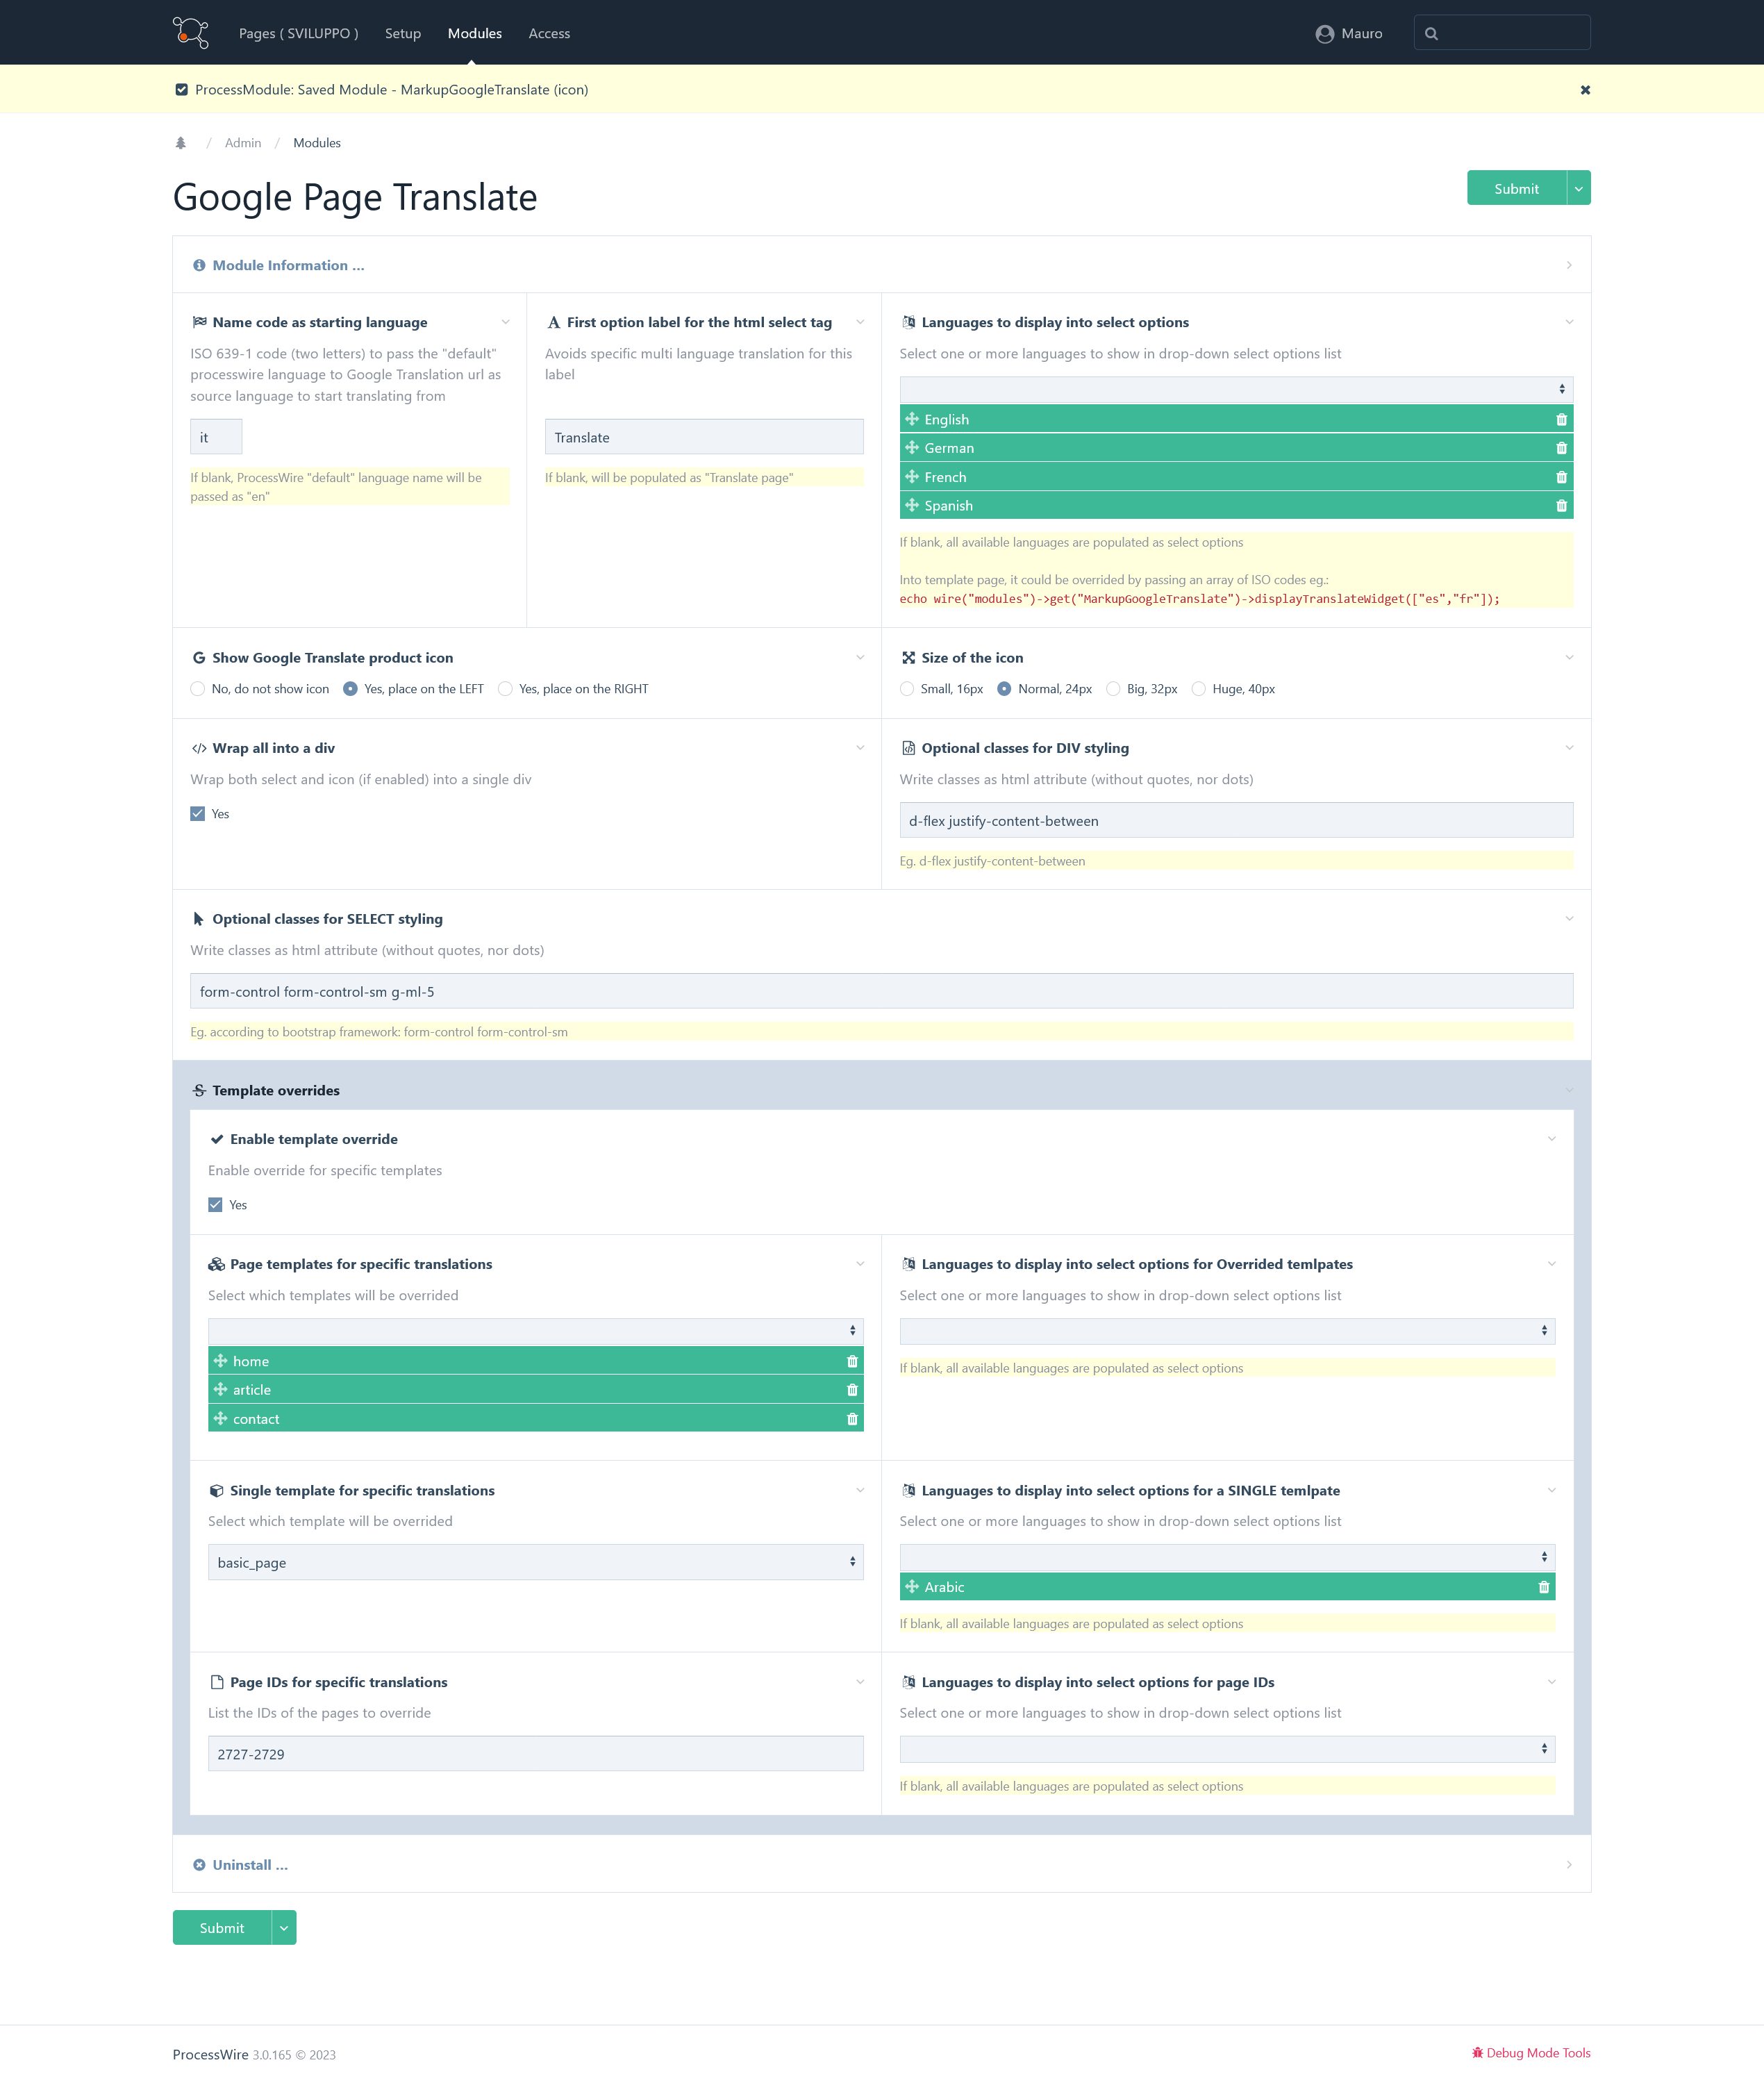 Pages ( SVILUPPO ) Setup Modules Access Mauro
ProcessModule: Saved Module - MarkupGoogleTranslate (icon)
/ Admin / Modules
Google Page Translate
Submit
Module Information ...
Name code as starting language
ISO 639-1 code (two letters) to pass the "default"
processwire language to Google Translation url as
source language to start translating from
it
If blank, ProcessWire "default" language name will be
passed as "en"
First option label for the html select tag
Avoids specific multi language translation for this
label
Translate
If blank, will be populated as "Translate page"
Languages to display into select options
Select one or more languages to show in drop-down select options list
English
German
French
Spanish
If blank, all available languages are populated as select options
Into template page, it could be overrided by passing an array of ISO codes eg.:
echo wire("modules")->get("MarkupGoogleTranslate")->displayTranslateWidget(["es","fr"]);
Show Google Translate product icon
No, do not show icon Yes, place on the LEFT Yes, place on the RIGHT
Size of the icon
Small, 16px Normal, 24px Big, 32px Huge, 40px
Wrap all into a div
Wrap both select and icon (if enabled) into a single div
Yes
Optional classes for DIV styling
Write classes as html attribute (without quotes, nor dots)
d-flex justify-content-between
Eg. d-flex justify-content-between
Optional classes for SELECT styling
Write classes as html attribute (without quotes, nor dots)
form-control form-control-sm g-ml-5
Eg. according to bootstrap framework: form-control form-control-sm
Template overrides
Enable template override
Enable override for specific templates
Yes
Page templates for specific translations
Select which templates will be overrided
home
article
contact
Languages to display into select options for Overrided temlpates
Select one or more languages to show in drop-down select options list
If blank, all available languages are populated as select options
Single template for specific translations
Select which template will be overrided
basic_page
Languages to display into select options for a SINGLE temlpate
Select one or more languages to show in drop-down select options list
Arabic
If blank, all available languages are populated as select options
Page IDs for specific translations
List the IDs of the pages to override
2727-2729
Languages to display into select options for page IDs
Select one or more languages to show in drop-down select options list
If blank, all available languages are populated as select options
Uninstall ...
Submit
ProcessWire 3.0.165 © 2023
Debug Mode Tools